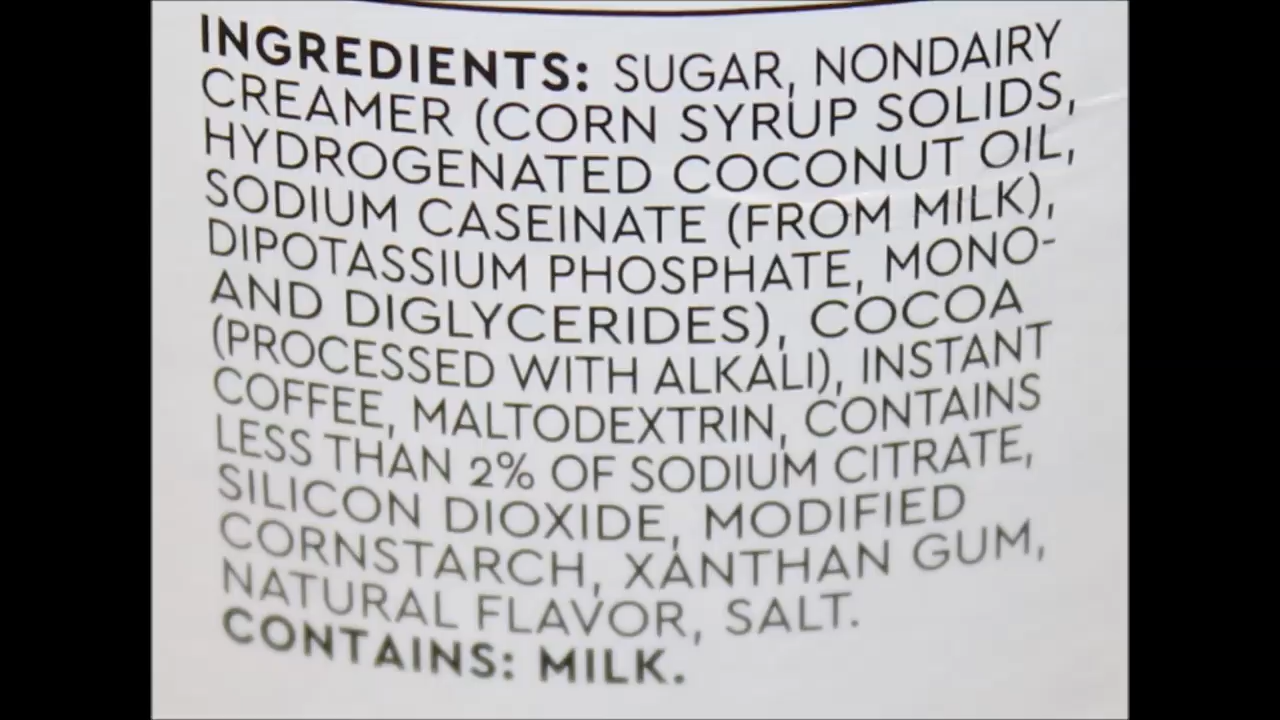 INGREDIENTS: SUGAR, NONDAIRY
CREAMER (CORN SYRUP SOLIDS,
HYDROGENATED COCONUT OIL,
SODIUM CASEINATE (FROM MILK),
DIPOTASSIUM PHOSPHATE, MONO-
AND DIGLYCERIDES), COCOA
(PROCESSED WITH ALKALI), INSTANT
COFFEE, MALTODEXTRIN, CONTAINS
LESS THAN 2% OF SODIUM CITRATE,
SILICON DIOXIDE, MODIFIED
CORNSTARCH, XANTHAN GUM,
NATURAL FLAVOR, SALT.
CONTAINS: MILK.